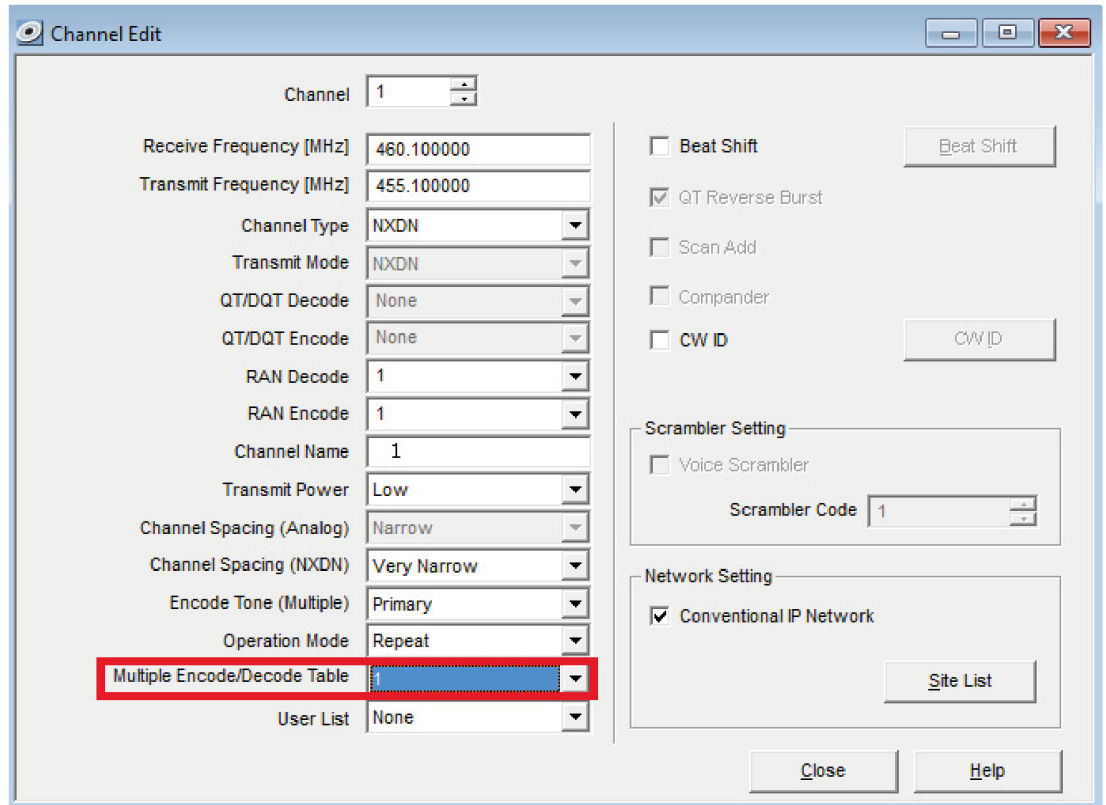 Channel Edit
Channel 1
Receive Frequency [MHz] 460.100000
Transmit Frequency [MHz] 455.100000
Channel Type NXDN
Transmit Mode NXDN
QT/DQT Decode None
QT/DQT Encode None
RAN Decode 1
RAN Encode 1
Channel Name 1
Transmit Power Low
Channel Spacing (Analog) Narrow
Channel Spacing (NXDN) Very Narrow
Encode Tone (Multiple) Primary
Operation Mode Repeat
Multiple Encode/Decode Table 1
User List None
Beat Shift Beat Shift
QT Reverse Burst
Scan Add
Compander
CW ID CW ID
Scrambler Setting
Voice Scrambler
Scrambler Code 1
Network Setting
Conventional IP Network
Site List
Close Help